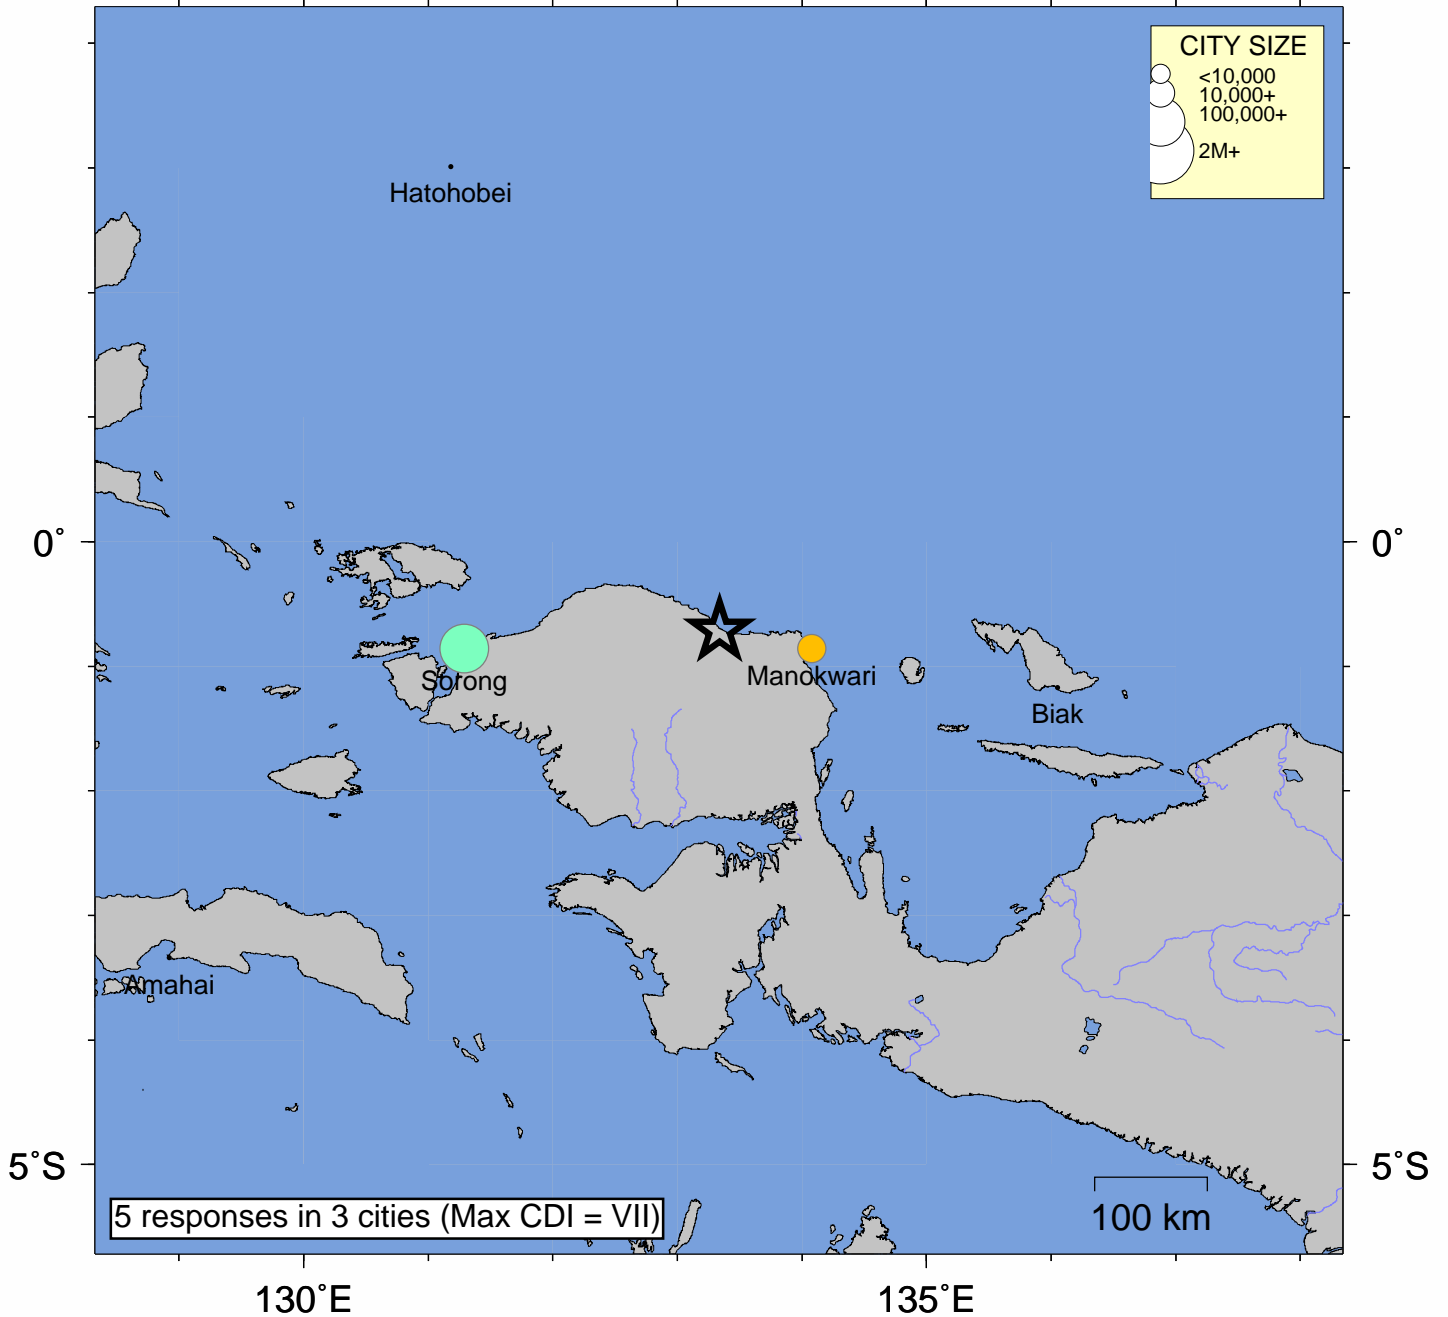 CITY SIZE
<10,000
10,000+
100,000+
2M+
Hatohobei
0˚
0˚
Sorong
Manokwari
Biak
Amahai
5˚S
5˚S
5 responses in 3 cities (Max CDI = VII)
100 km
130˚E
135˚E